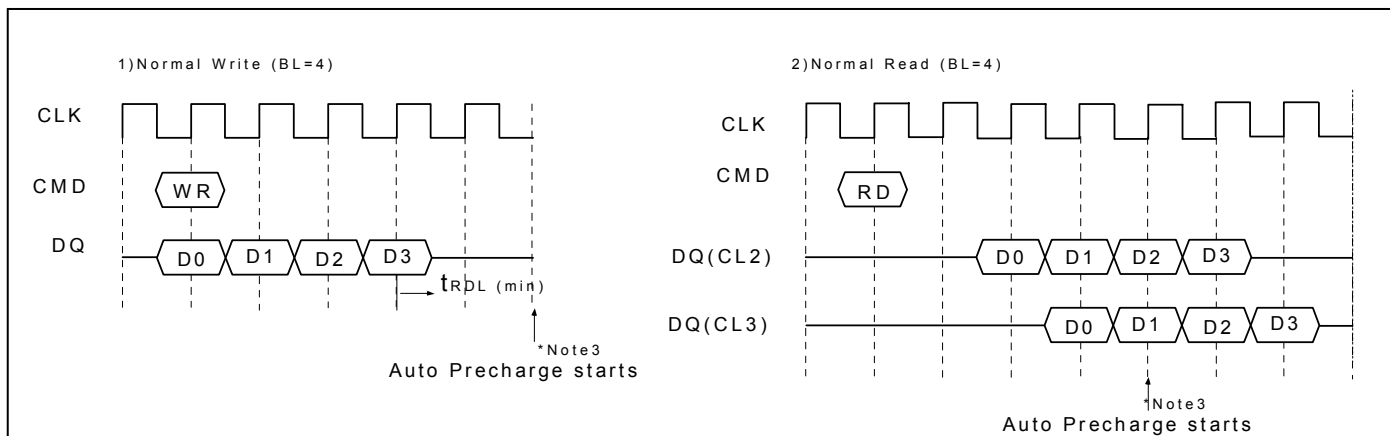 1)Normal Write (BL=4)
CLK
CMD
WR
DQ
D0 D1 D2 D3
tRDL (min)
*Note3
Auto Precharge starts
2)Normal Read (BL=4)
CLK
CMD
RD
DQ(CL2)
D0 D1 D2 D3
DQ(CL3)
D0 D1 D2 D3
*Note3
Auto Precharge starts